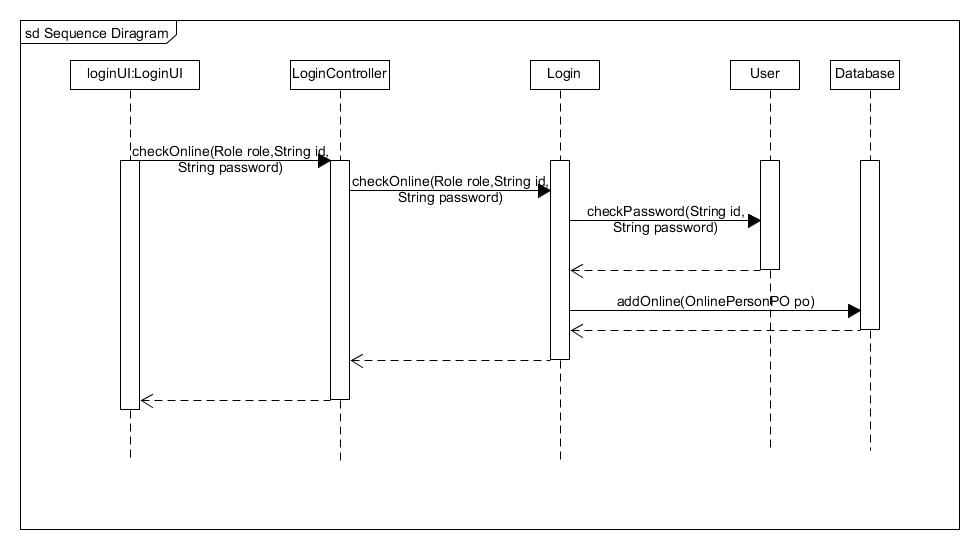 sd Sequence Diragram
loginUI:LoginUI
LoginController
Login
User
Database
checkOnline(Role role,String id,
String password)
checkOnline(Role role,String id,
String password)
checkPassword(String id,
String password)
addOnline(OnlinePersonPO po)